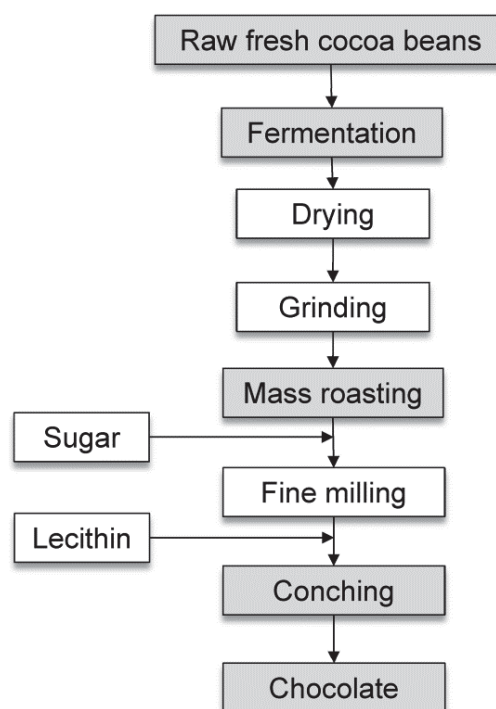 Raw fresh cocoa beans
Fermentation
Drying
Grinding
Mass roasting
Sugar
Fine milling
Lecithin
Conching
Chocolate